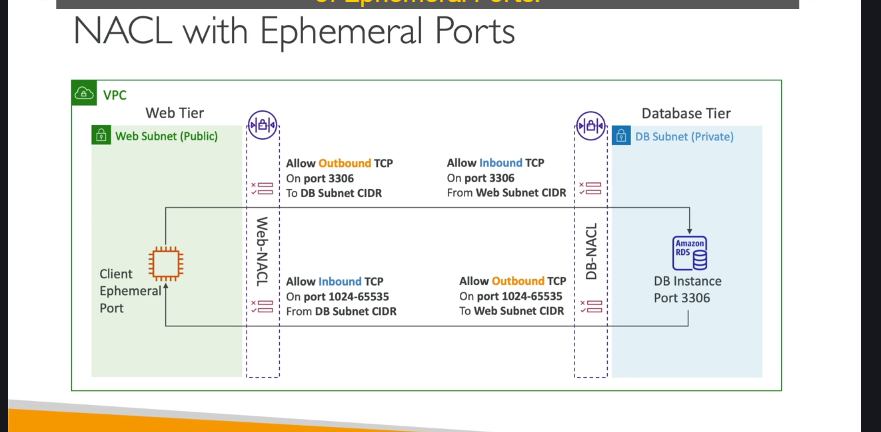 of Ephemeral Ports.
NACL with Ephemeral Ports
VPC
Web Tier
Database Tier
Web Subnet (Public)
DB Subnet (Private)
Allow Outbound TCP
On port 3306
To DB Subnet CIDR
Allow Inbound TCP
On port 3306
From Web Subnet CIDR
Web-NACL
DB-NACL
Amazon
RDS
Client
Ephemeral
Port
DB Instance
Port 3306
Allow Inbound TCP
On port 1024-65535
From DB Subnet CIDR
Allow Outbound TCP
On port 1024-65535
To Web Subnet CIDR